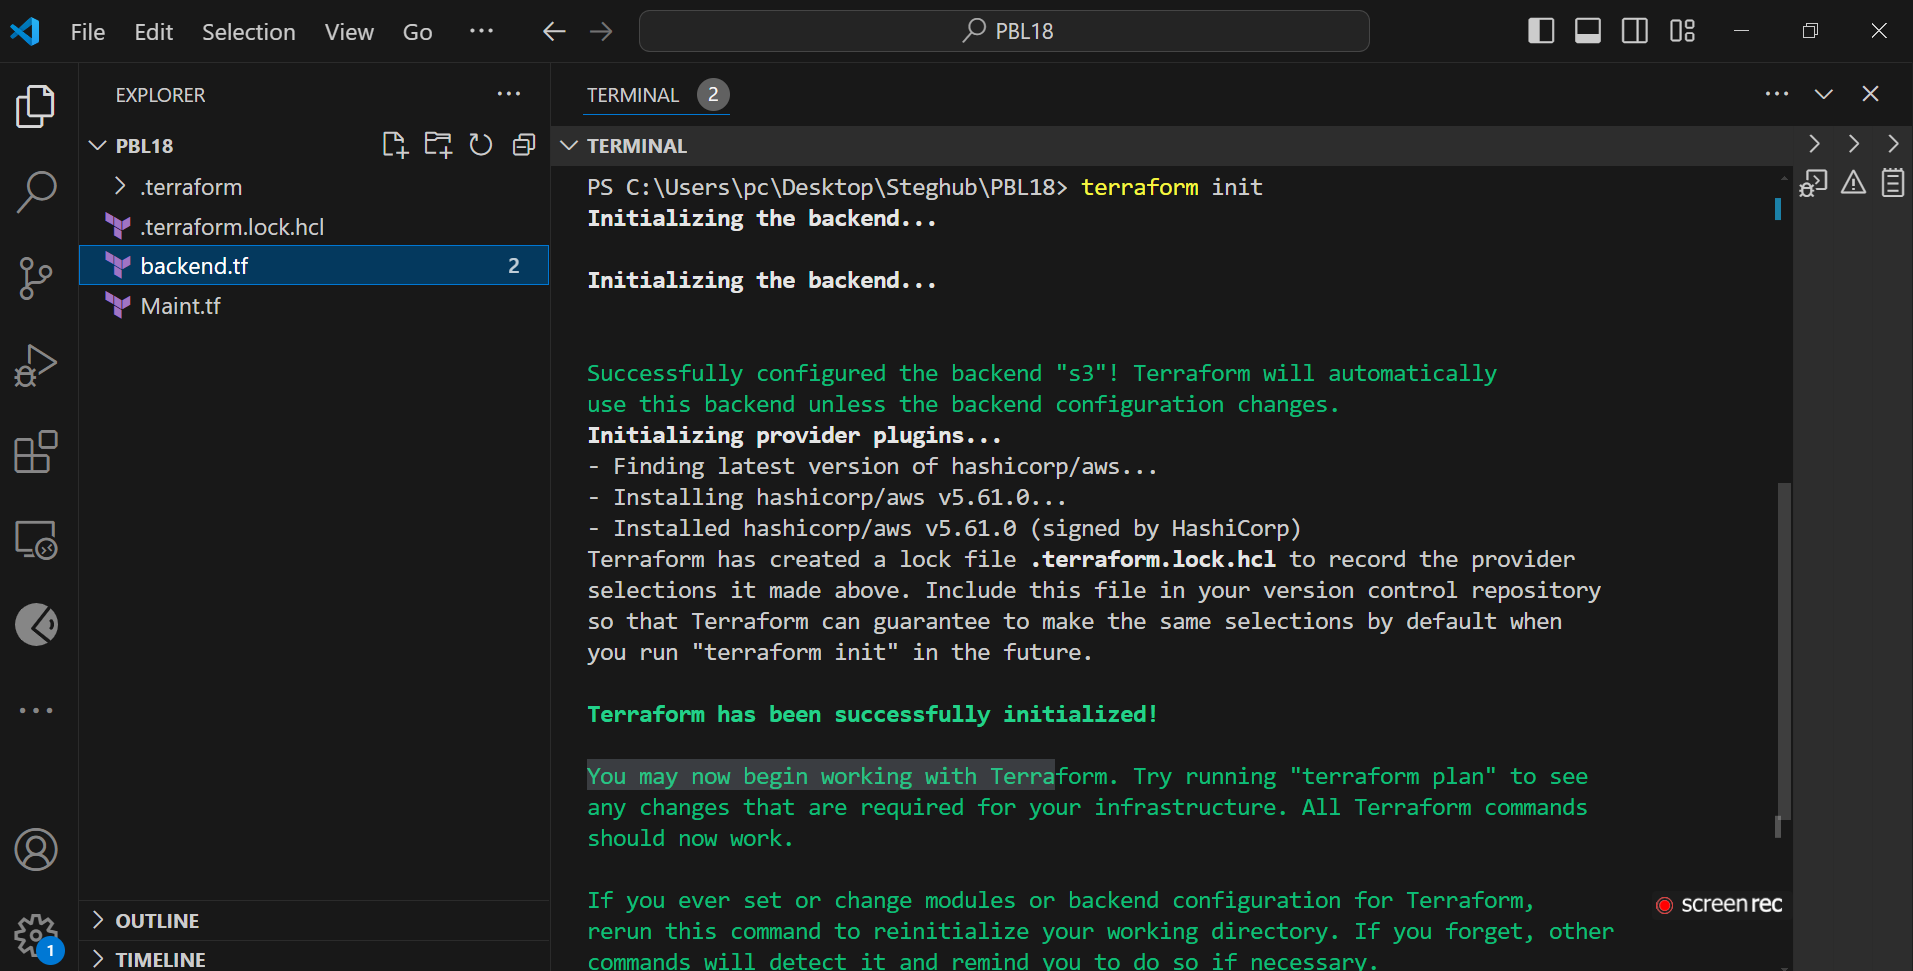 File Edit Selection View Go ··· PBL18
EXPLORER ···
PBL18
.terraform
.terraform.lock.hcl
backend.tf 2
Maint.tf
OUTLINE
TIMELINE
1
TERMINAL 2
TERMINAL
PS C:\Users\pc\Desktop\Steghub\PBL18> terraform init
Initializing the backend...
Initializing the backend...
Successfully configured the backend "s3"! Terraform will automatically
use this backend unless the backend configuration changes.
Initializing provider plugins...
- Finding latest version of hashicorp/aws...
- Installing hashicorp/aws v5.61.0...
- Installed hashicorp/aws v5.61.0 (signed by HashiCorp)
Terraform has created a lock file .terraform.lock.hcl to record the provider
selections it made above. Include this file in your version control repository
so that Terraform can guarantee to make the same selections by default when
you run "terraform init" in the future.
Terraform has been successfully initialized!
You may now begin working with Terraform. Try running "terraform plan" to see
any changes that are required for your infrastructure. All Terraform commands
should now work.
If you ever set or change modules or backend configuration for Terraform,
rerun this command to reinitialize your working directory. If you forget, other
commands will detect it and remind you to do so if necessary.
screenrec